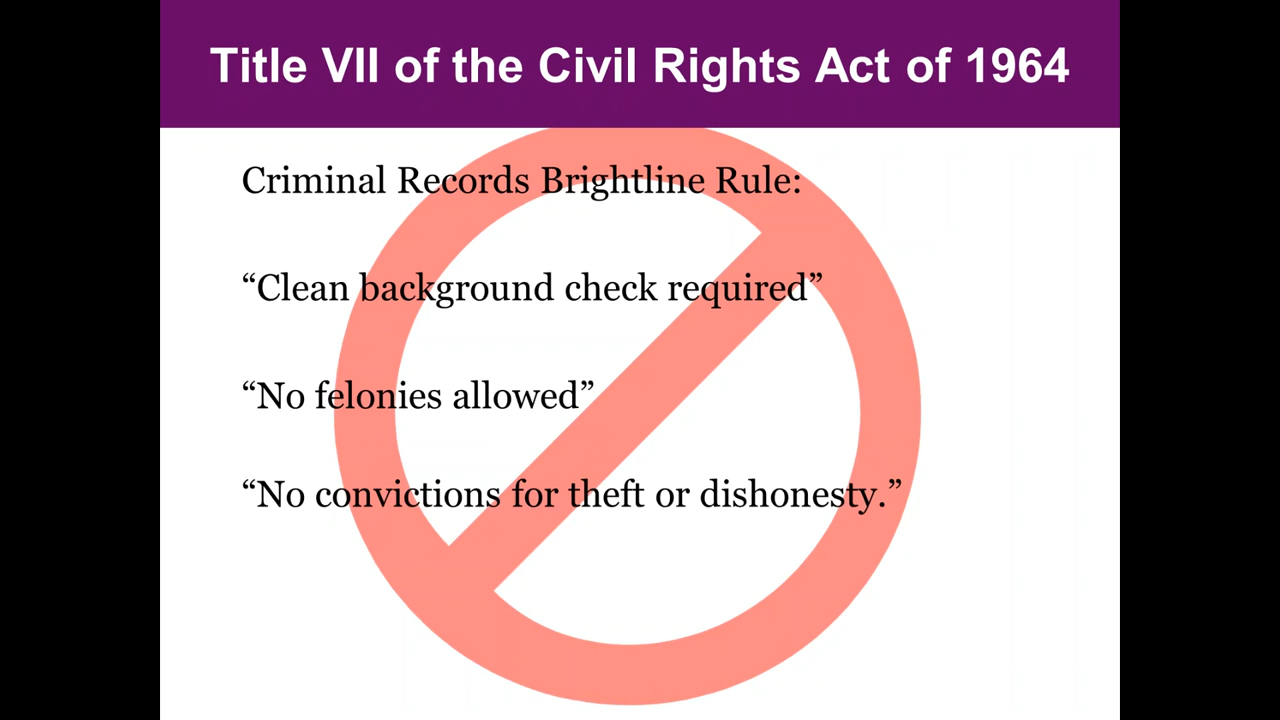 Title VII of the Civil Rights Act of 1964
Criminal Records Brightline Rule:
“Clean background check required”
“No felonies allowed”
“No convictions for theft or dishonesty.”